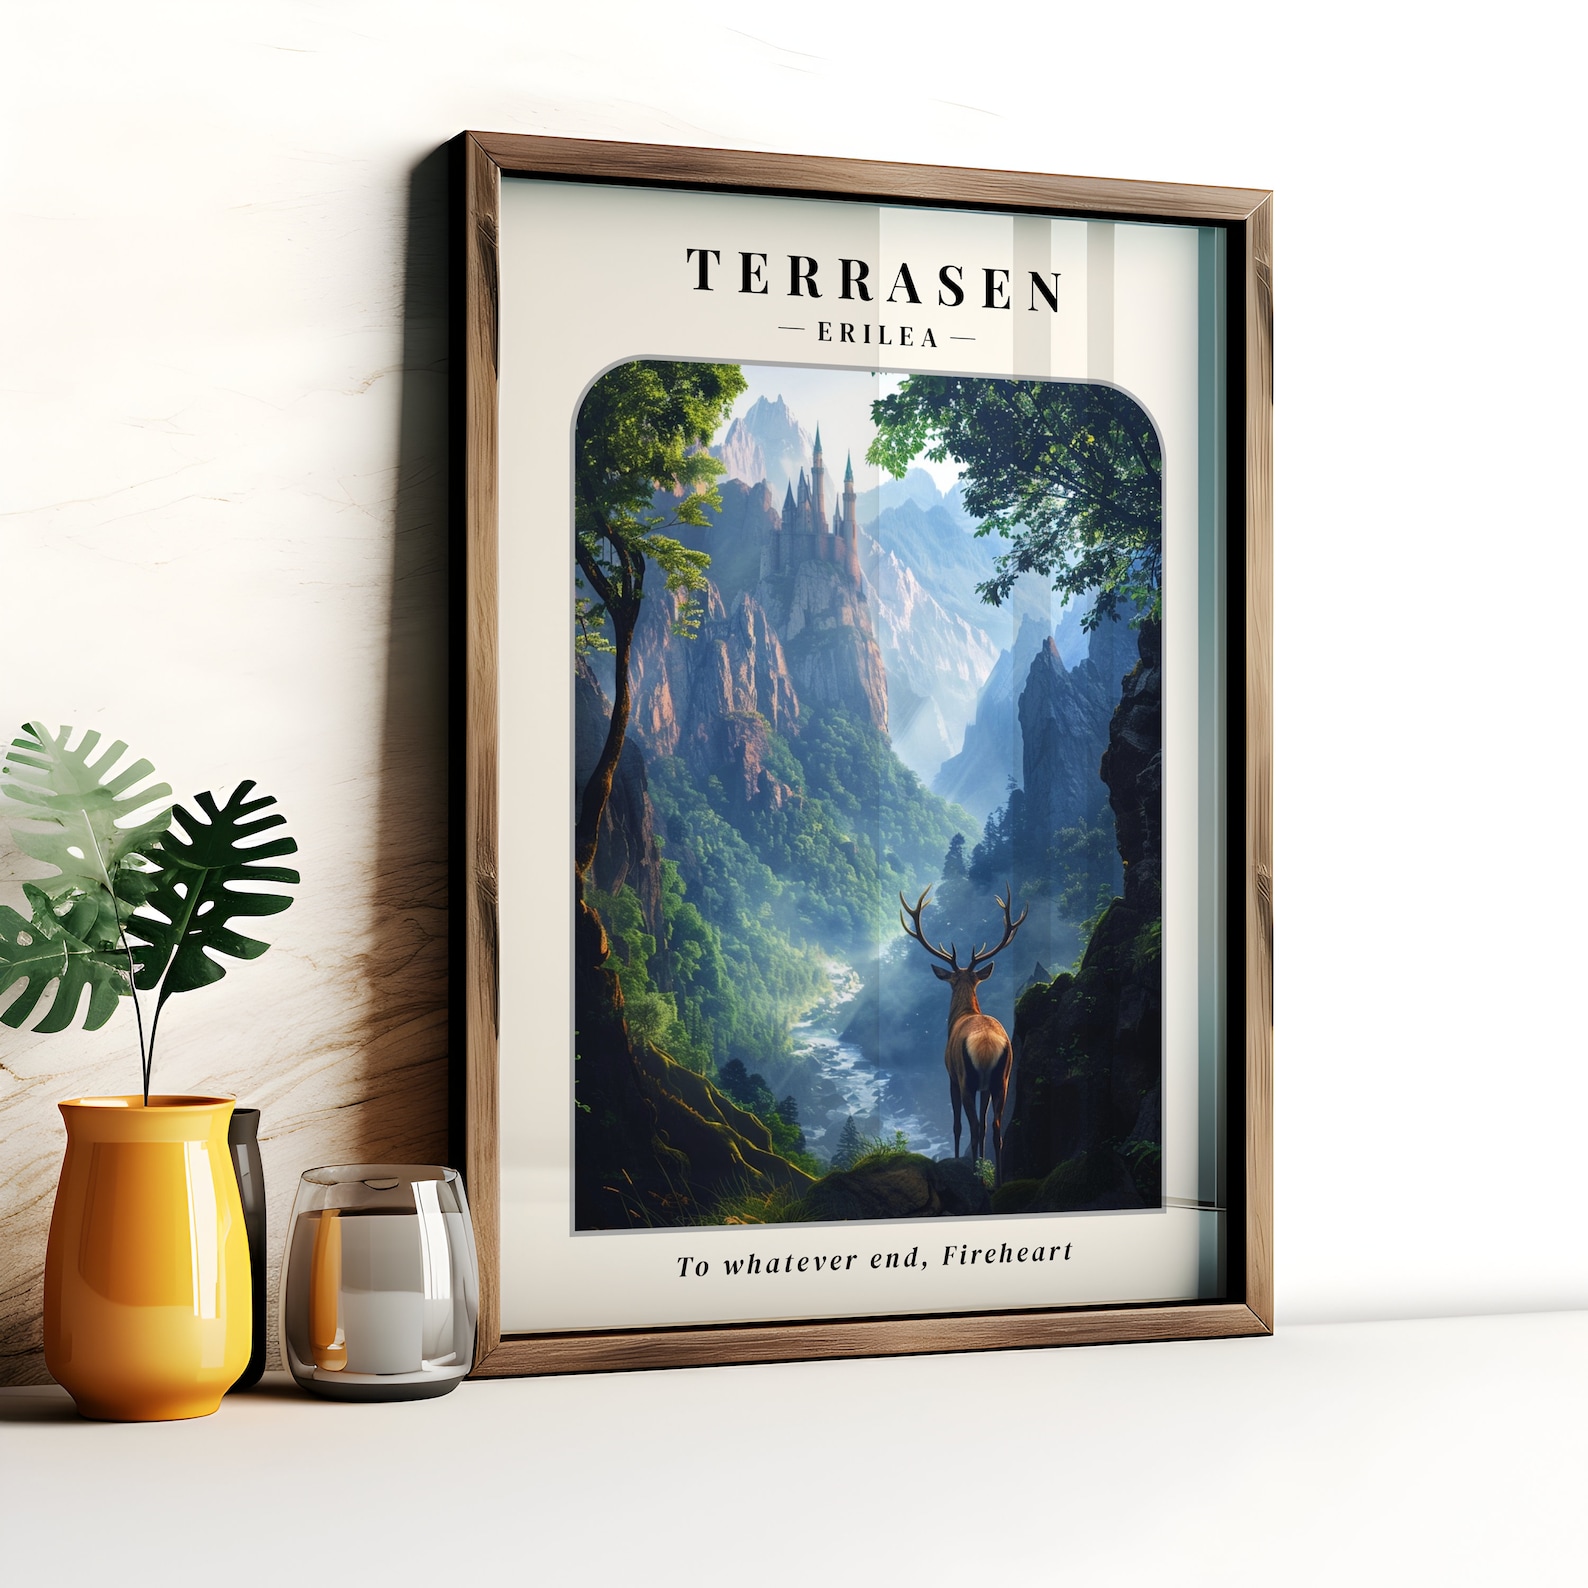 TERRASEN
— ERILEA —
To whatever end, Fireheart